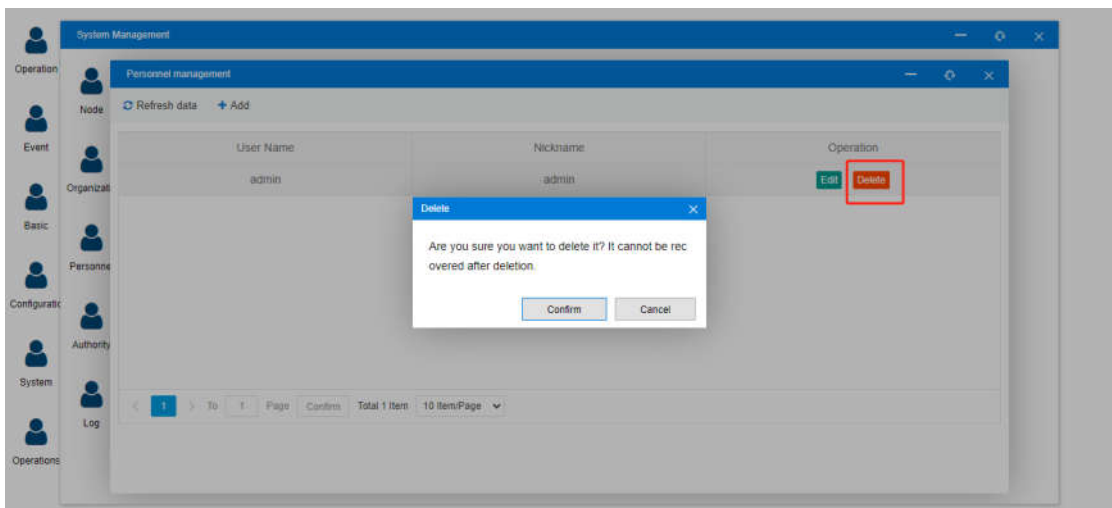 System Management
Operation
Personnel management
Node
Refresh data
Add
Event
User Name
Nickname
Operation
admin
admin
Edit
Delete
Organizati
Delete
Basic
Are you sure you want to delete it? It cannot be rec
overed after deletion.
Personne
Configuratic
Confirm
Cancel
Authority
System
1
To
1
Page
Confirm
Total 1 Item
10 Item/Page
Log
Operations